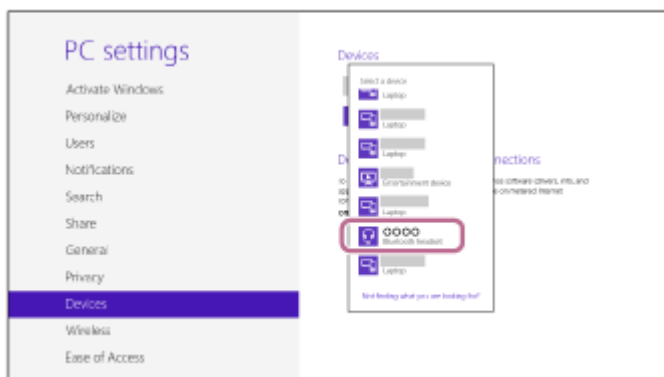 PC settings
Activate Windows
Personalize
Users
Notifications
Search
Share
General
Privacy
Devices
Wireless
Ease of Access
Devices
Select a device
Laptop
Laptop
Laptop
Entertainment device
Laptop
OOOO
Bluetooth headset
Laptop
Not finding what you are looking for?
nections